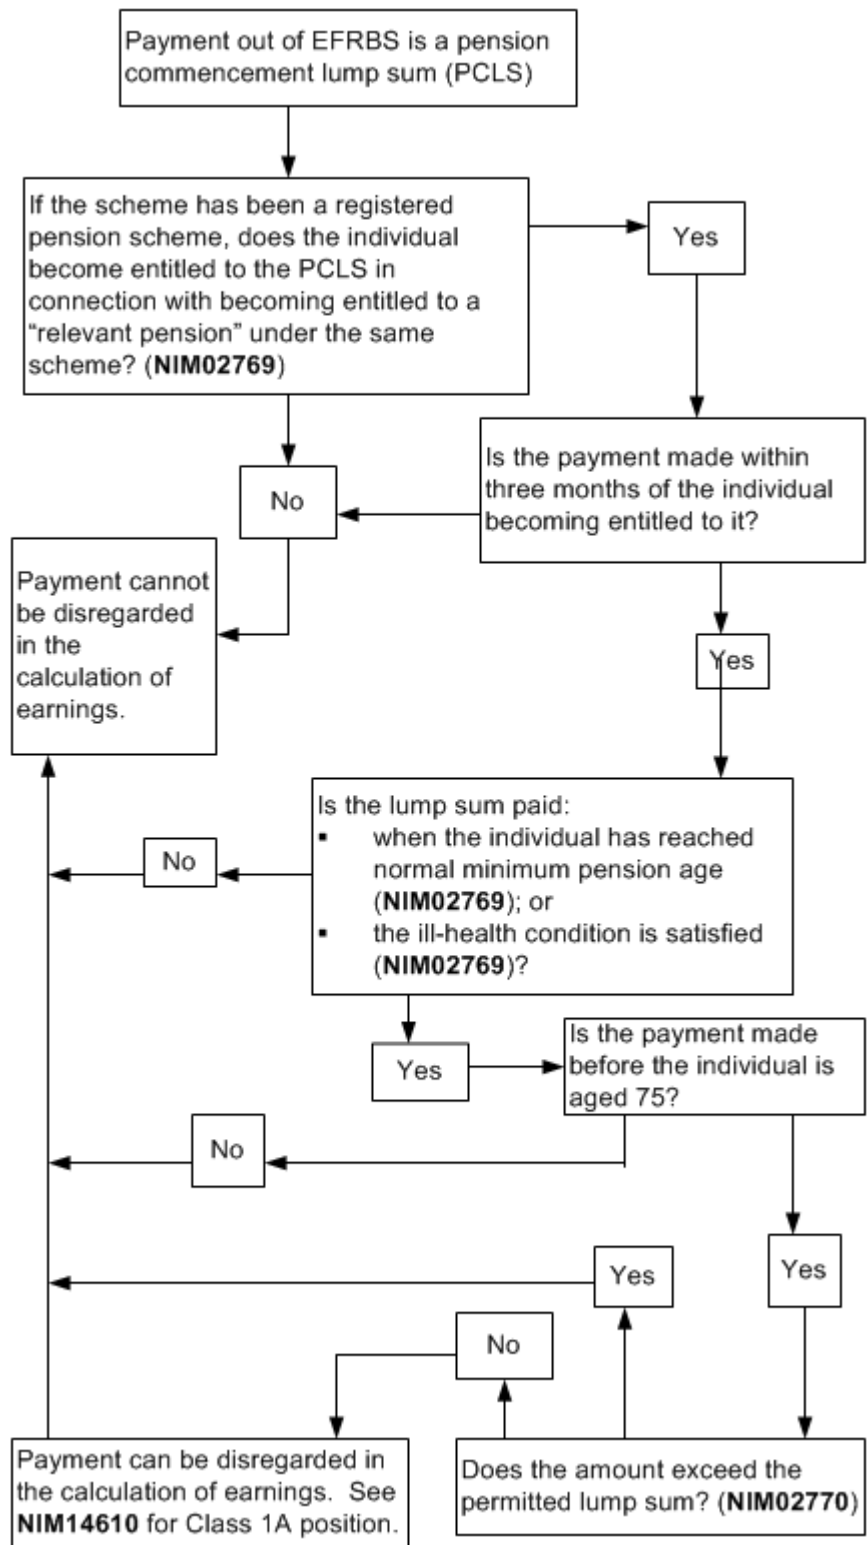 Payment out of EFRBS is a pension
commencement lump sum (PCLS)
If the scheme has been a registered
pension scheme, does the individual
become entitled to the PCLS in
connection with becoming entitled to a
“relevant pension” under the same
scheme? (NIM02769)
Yes
Is the payment made within
three months of the individual
becoming entitled to it?
No
Payment cannot
be disregarded
in the
calculation of
earnings.
Yes
Is the lump sum paid:
▪ when the individual has reached
normal minimum pension age
(NIM02769); or
▪ the ill-health condition is satisfied
(NIM02769)?
No
Yes
Is the payment made
before the individual is
aged 75?
No
Yes
Yes
No
Does the amount exceed the
permitted lump sum? (NIM02770)
Payment can be disregarded in
the calculation of earnings. See
NIM14610 for Class 1A position.